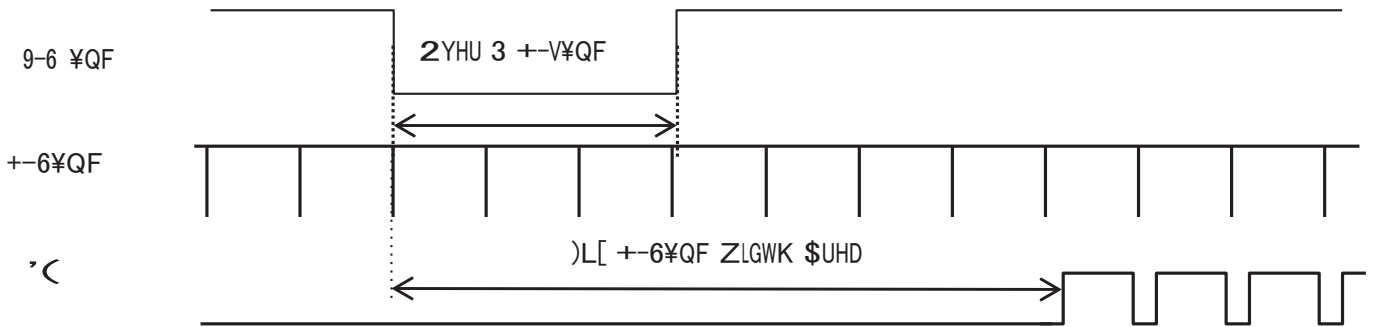 9-6 ¥QF
2YHU 3 +-V¥QF
+-6¥QF
)L[ +-6¥QF ZLGWK $UHD
’(